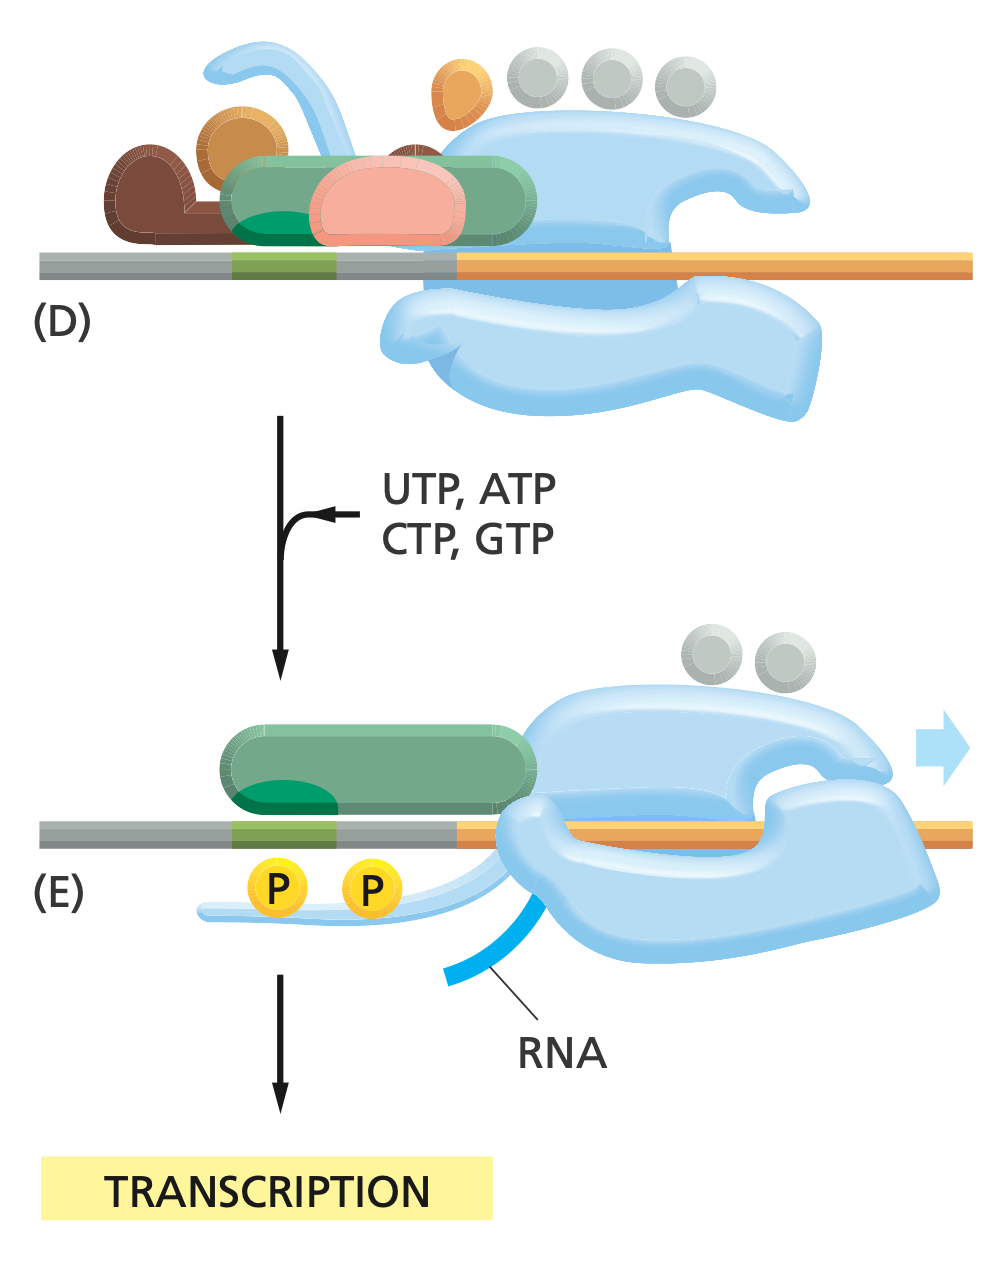 (D)
UTP, ATP
CTP, GTP
(E)
P P
RNA
TRANSCRIPTION